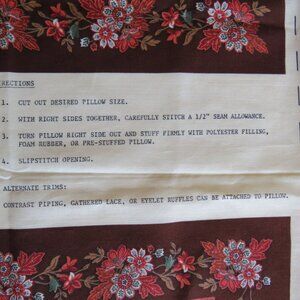 DIRECTIONS
1. CUT OUT DESIRED PILLOW SIZE.
2. WITH RIGHT SIDES TOGETHER, CAREFULLY STITCH A 1/2" SEAM ALLOWANCE.
3. TURN PILLOW RIGHT SIDE OUT AND STUFF FIRMLY WITH POLYESTER FILLING,
FOAM RUBBER, OR PRE-STUFFED PILLOW.
4. SLIPSTITCH OPENING.
ALTERNATE TRIMS:
CONTRAST PIPING, GATHERED LACE, OR EYELET RUFFLES CAN BE ATTACHED TO PILLOW.